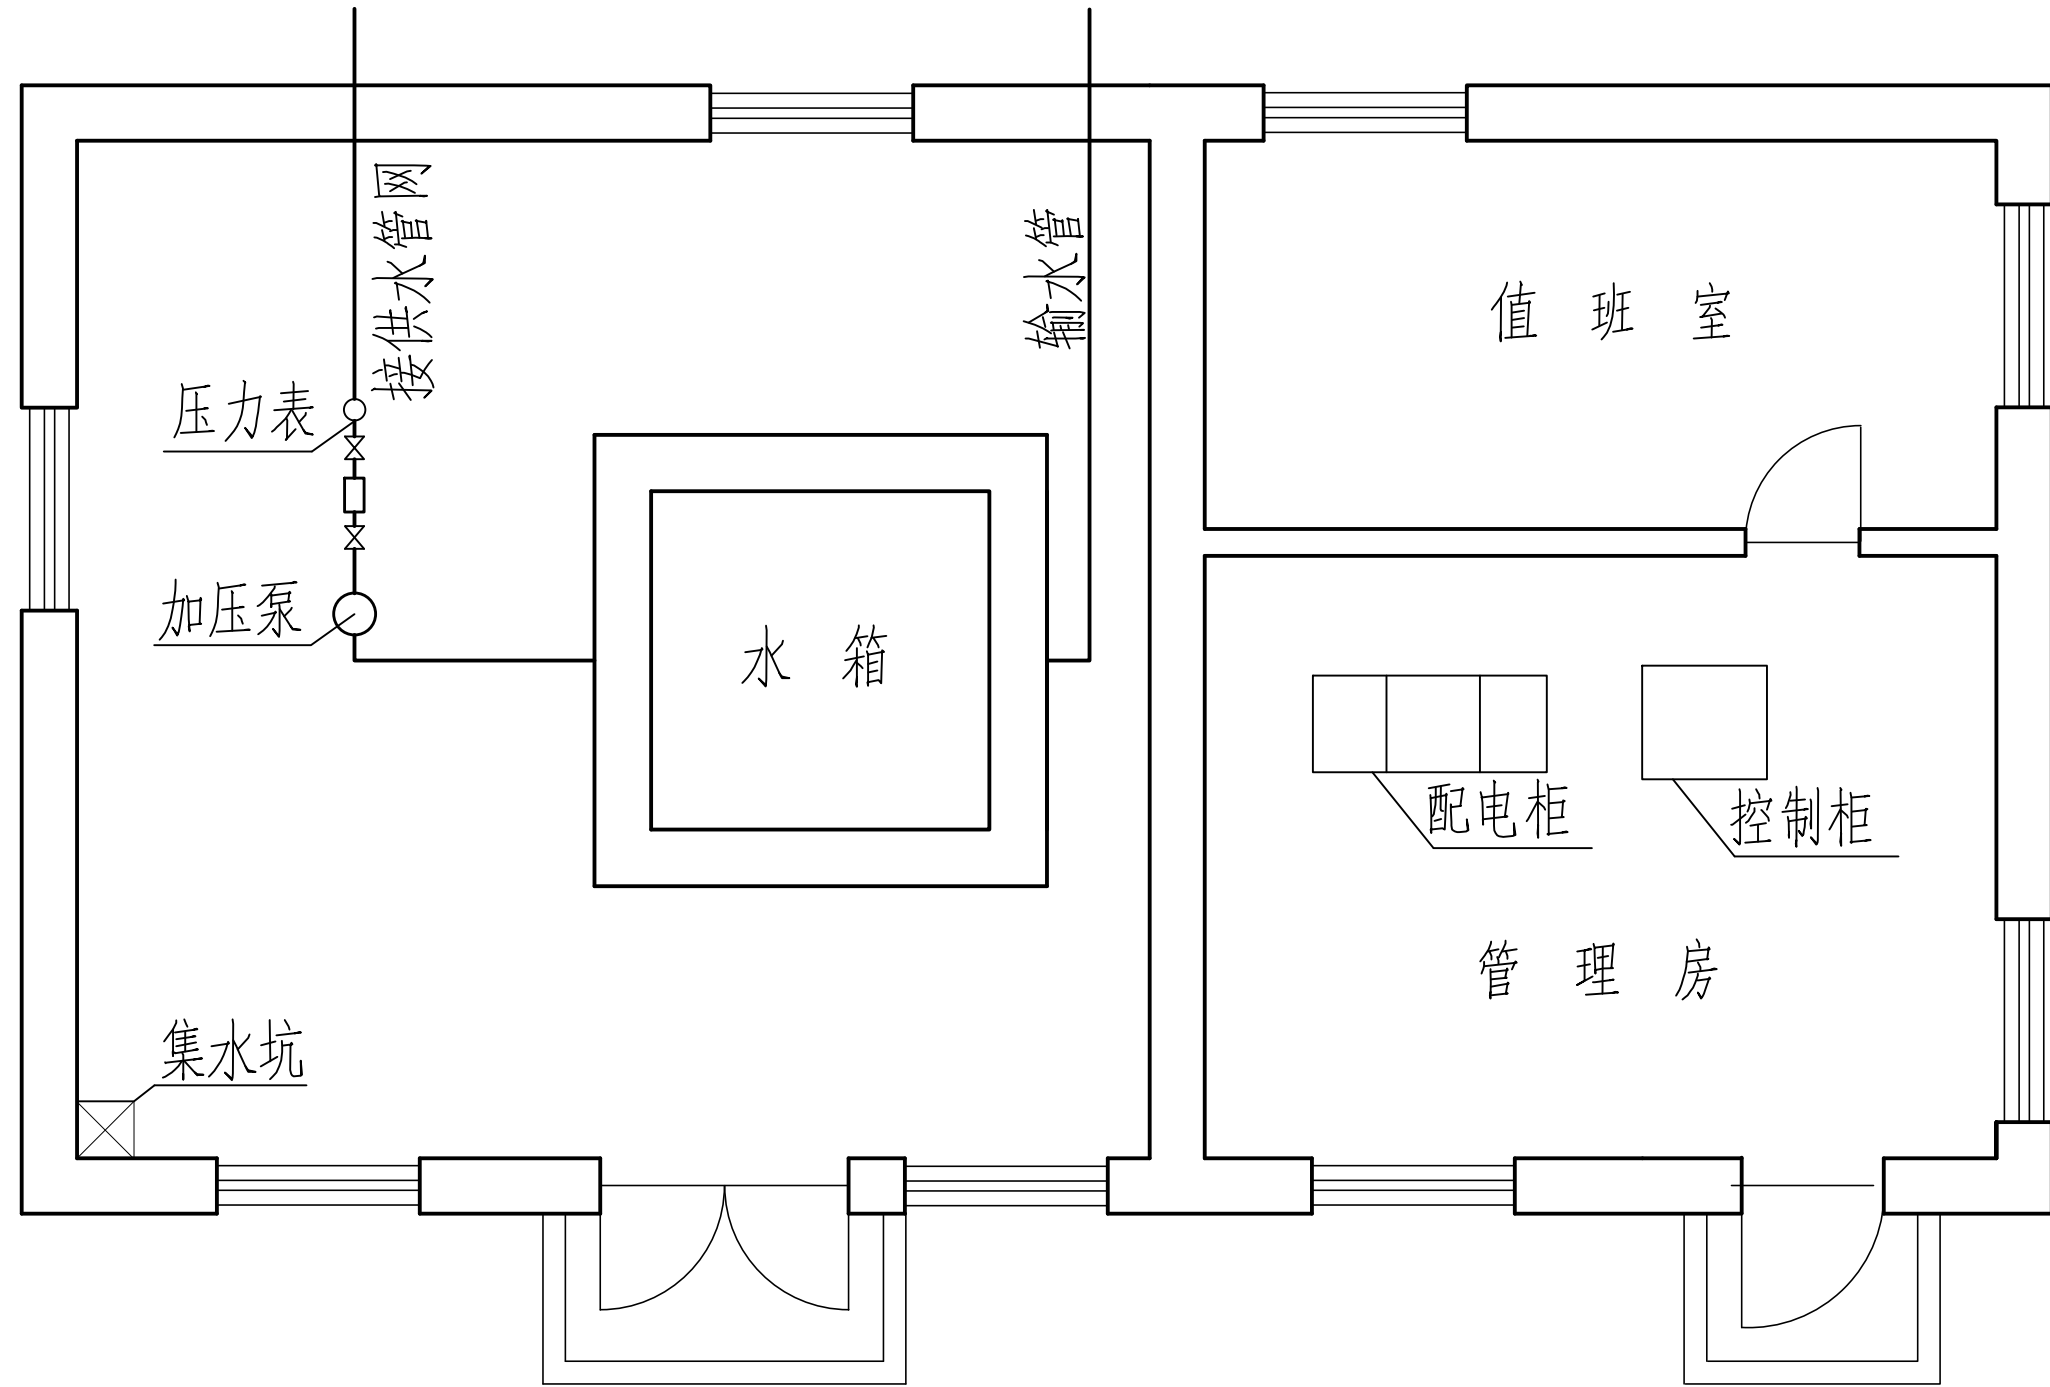 接供水管网
输水管
值班室
压力表
加压泵
水箱
配电柜
控制柜
管理房
集水坑